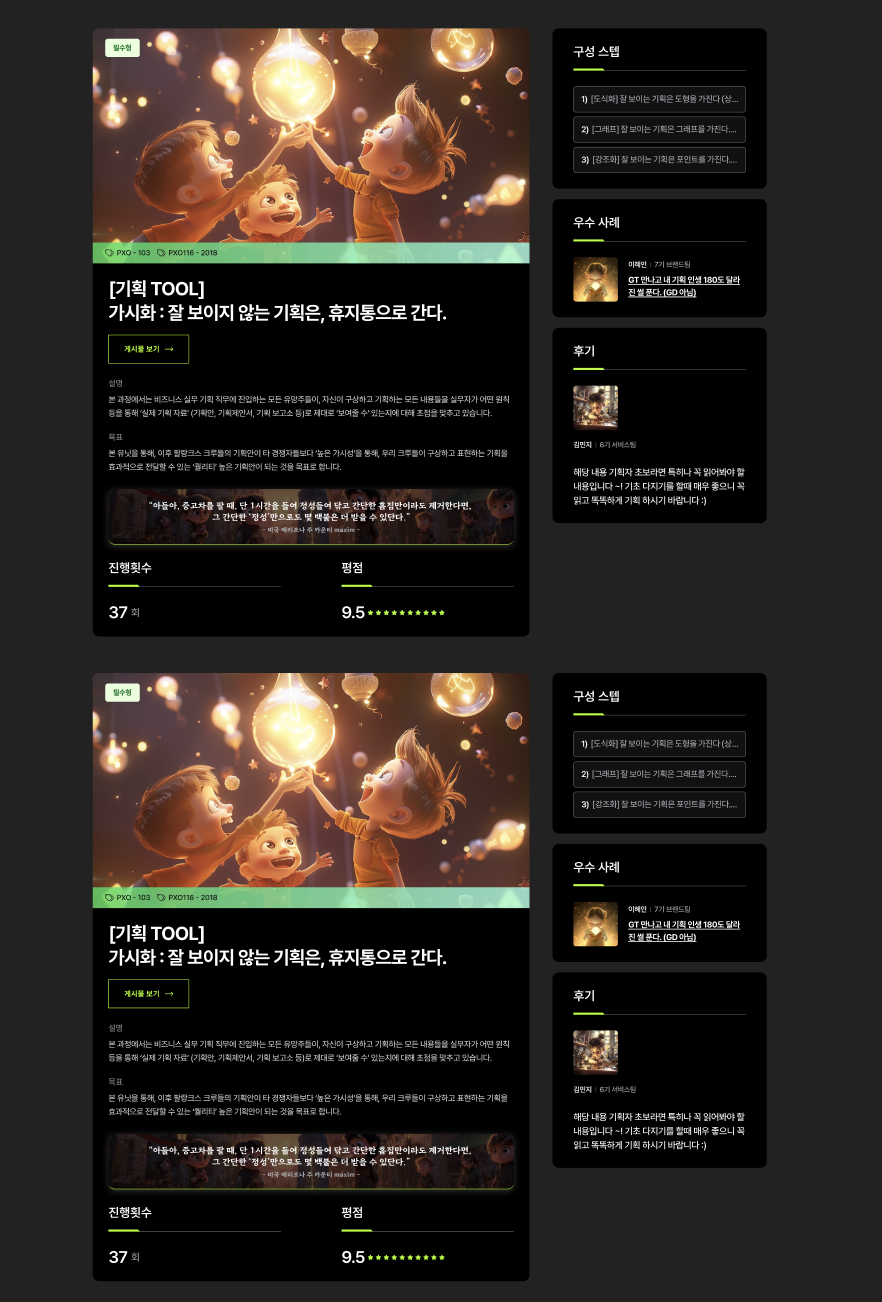 필수형
PXO - 103 PXO116 - 2018
[기획 TOOL]
가시화 : 잘 보이지 않는 기획은, 휴지통으로 간다.
게시물 보기 →
설명
본 과정에서는 비즈니스 실무 기획 직무에 진입하는 모든 유망주들이, 자신이 구상하고 기획하는 모든 내용들을 실무자가 어떤 원칙
등을 통해 '실제 기획 자료' (기획안, 기획제안서, 기획 보고소 등)로 제대로 '보여줄 수' 있는지에 대해 초점을 맞추고 있습니다.
목표
본 유닛을 통해, 이후 팔랑크스 크루들의 기획안이 타 경쟁자들보다 '높은 가시성'을 통해, 우리 크루들이 구상하고 표현하는 기획을
효과적으로 전달할 수 있는 '퀄리티' 높은 기획안이 되는 것을 목표로 합니다.
"아들아, 중고차를 팔 때, 단 1시간을 들어 정성들어 닦고 간단한 흠집만이라도 제거한다면,
그 간단한 '정성'만으로도 몇 백불은 더 받을 수 있단다."
- 미국 애리조나 주 카운티 maxim -
진행횟수
37 회
평점
9.5 ★★★★★★★★★★
구성 스텝
1) [도식화] 잘 보이는 기획은 도형을 가진다 (상...
2) [그래프] 잘 보이는 기획은 그래프를 가진다....
3) [강조화] 잘 보이는 기획은 포인트를 가진다....
우수 사례
이혜인 | 7기 브랜드팀
GT 만나고 내 기획 인생 180도 달라
진 썰 푼다. (GD 아님)
후기
김민지 | 6기 서비스팀
해당 내용 기획자 초보라면 특히나 꼭 읽어봐야 할
내용입니다 ~! 기초 다지기를 할때 매우 좋으니 꼭
읽고 똑똑하게 기획 하시기 바랍니다 :)
필수형
PXO - 103 PXO116 - 2018
[기획 TOOL]
가시화 : 잘 보이지 않는 기획은, 휴지통으로 간다.
게시물 보기 →
설명
본 과정에서는 비즈니스 실무 기획 직무에 진입하는 모든 유망주들이, 자신이 구상하고 기획하는 모든 내용들을 실무자가 어떤 원칙
등을 통해 '실제 기획 자료' (기획안, 기획제안서, 기획 보고소 등)로 제대로 '보여줄 수' 있는지에 대해 초점을 맞추고 있습니다.
목표
본 유닛을 통해, 이후 팔랑크스 크루들의 기획안이 타 경쟁자들보다 '높은 가시성'을 통해, 우리 크루들이 구상하고 표현하는 기획을
효과적으로 전달할 수 있는 '퀄리티' 높은 기획안이 되는 것을 목표로 합니다.
"아들아, 중고차를 팔 때, 단 1시간을 들어 정성들어 닦고 간단한 흠집만이라도 제거한다면,
그 간단한 '정성'만으로도 몇 백불은 더 받을 수 있단다."
- 미국 애리조나 주 카운티 maxim -
진행횟수
37 회
평점
9.5 ★★★★★★★★★★
구성 스텝
1) [도식화] 잘 보이는 기획은 도형을 가진다 (상...
2) [그래프] 잘 보이는 기획은 그래프를 가진다....
3) [강조화] 잘 보이는 기획은 포인트를 가진다....
우수 사례
이혜인 | 7기 브랜드팀
GT 만나고 내 기획 인생 180도 달라
진 썰 푼다. (GD 아님)
후기
김민지 | 6기 서비스팀
해당 내용 기획자 초보라면 특히나 꼭 읽어봐야 할
내용입니다 ~! 기초 다지기를 할때 매우 좋으니 꼭
읽고 똑똑하게 기획 하시기 바랍니다 :)